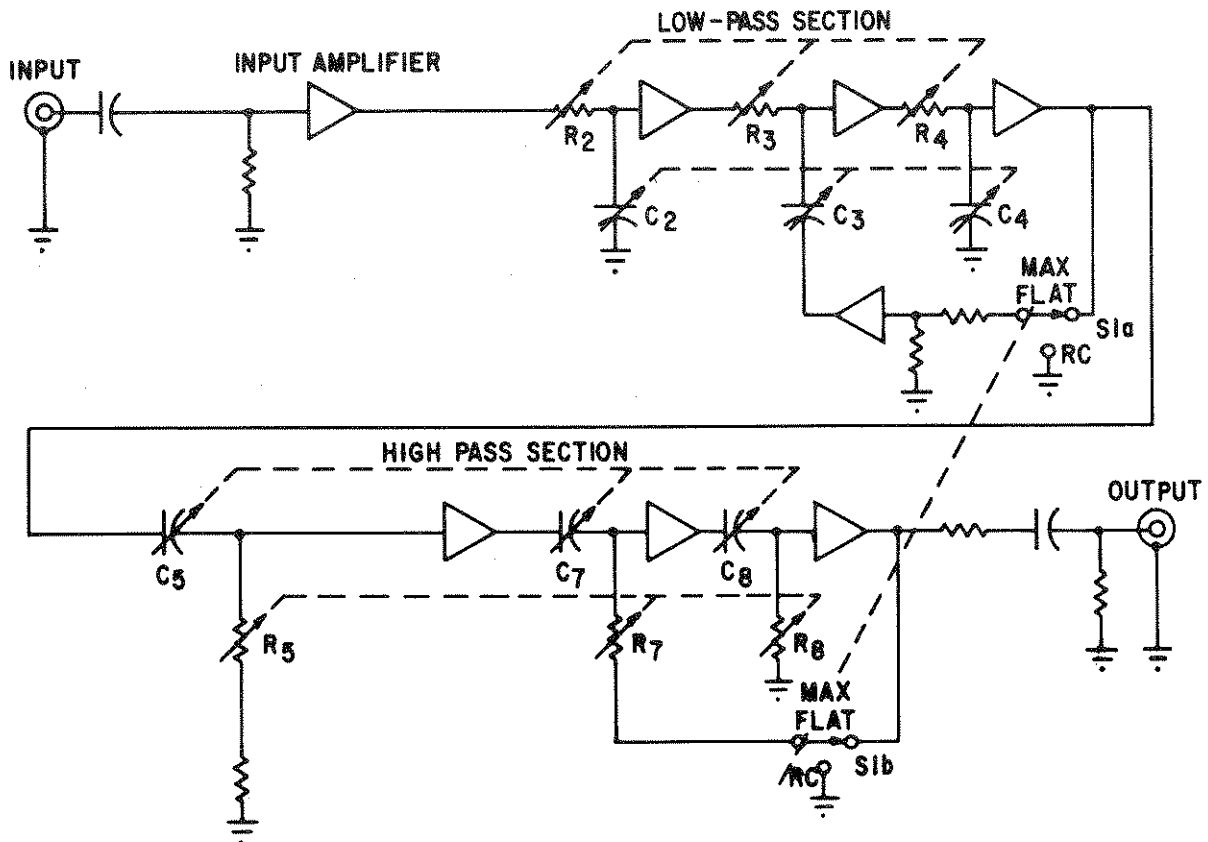 LOW-PASS SECTION
INPUT
INPUT AMPLIFIER
R2
R3
R4
C2
C3
C4
MAX
FLAT
S1a
RC
HIGH PASS SECTION
OUTPUT
C5
C7
C8
R5
R7
R8
MAX
FLAT
S1b
RC